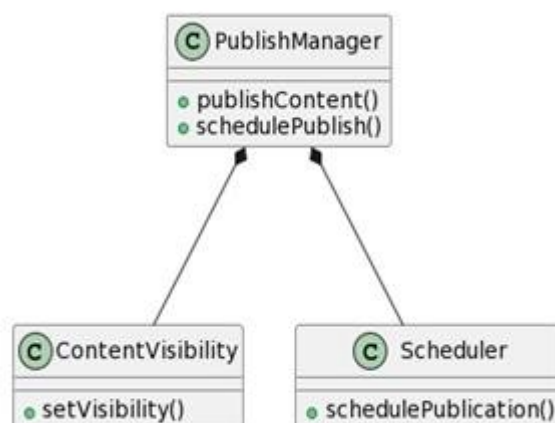 C PublishManager
publishContent()
schedulePublish()
C ContentVisibility
setVisibility()
C Scheduler
schedulePublication()